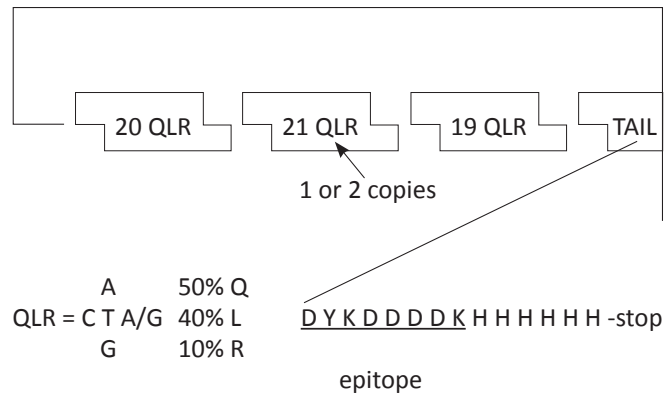 20 QLR 21 QLR 19 QLR TAIL
1 or 2 copies
A 50% Q
QLR = C T A/G 40% L D Y K D D D D K H H H H H H -stop
G 10% R
epitope